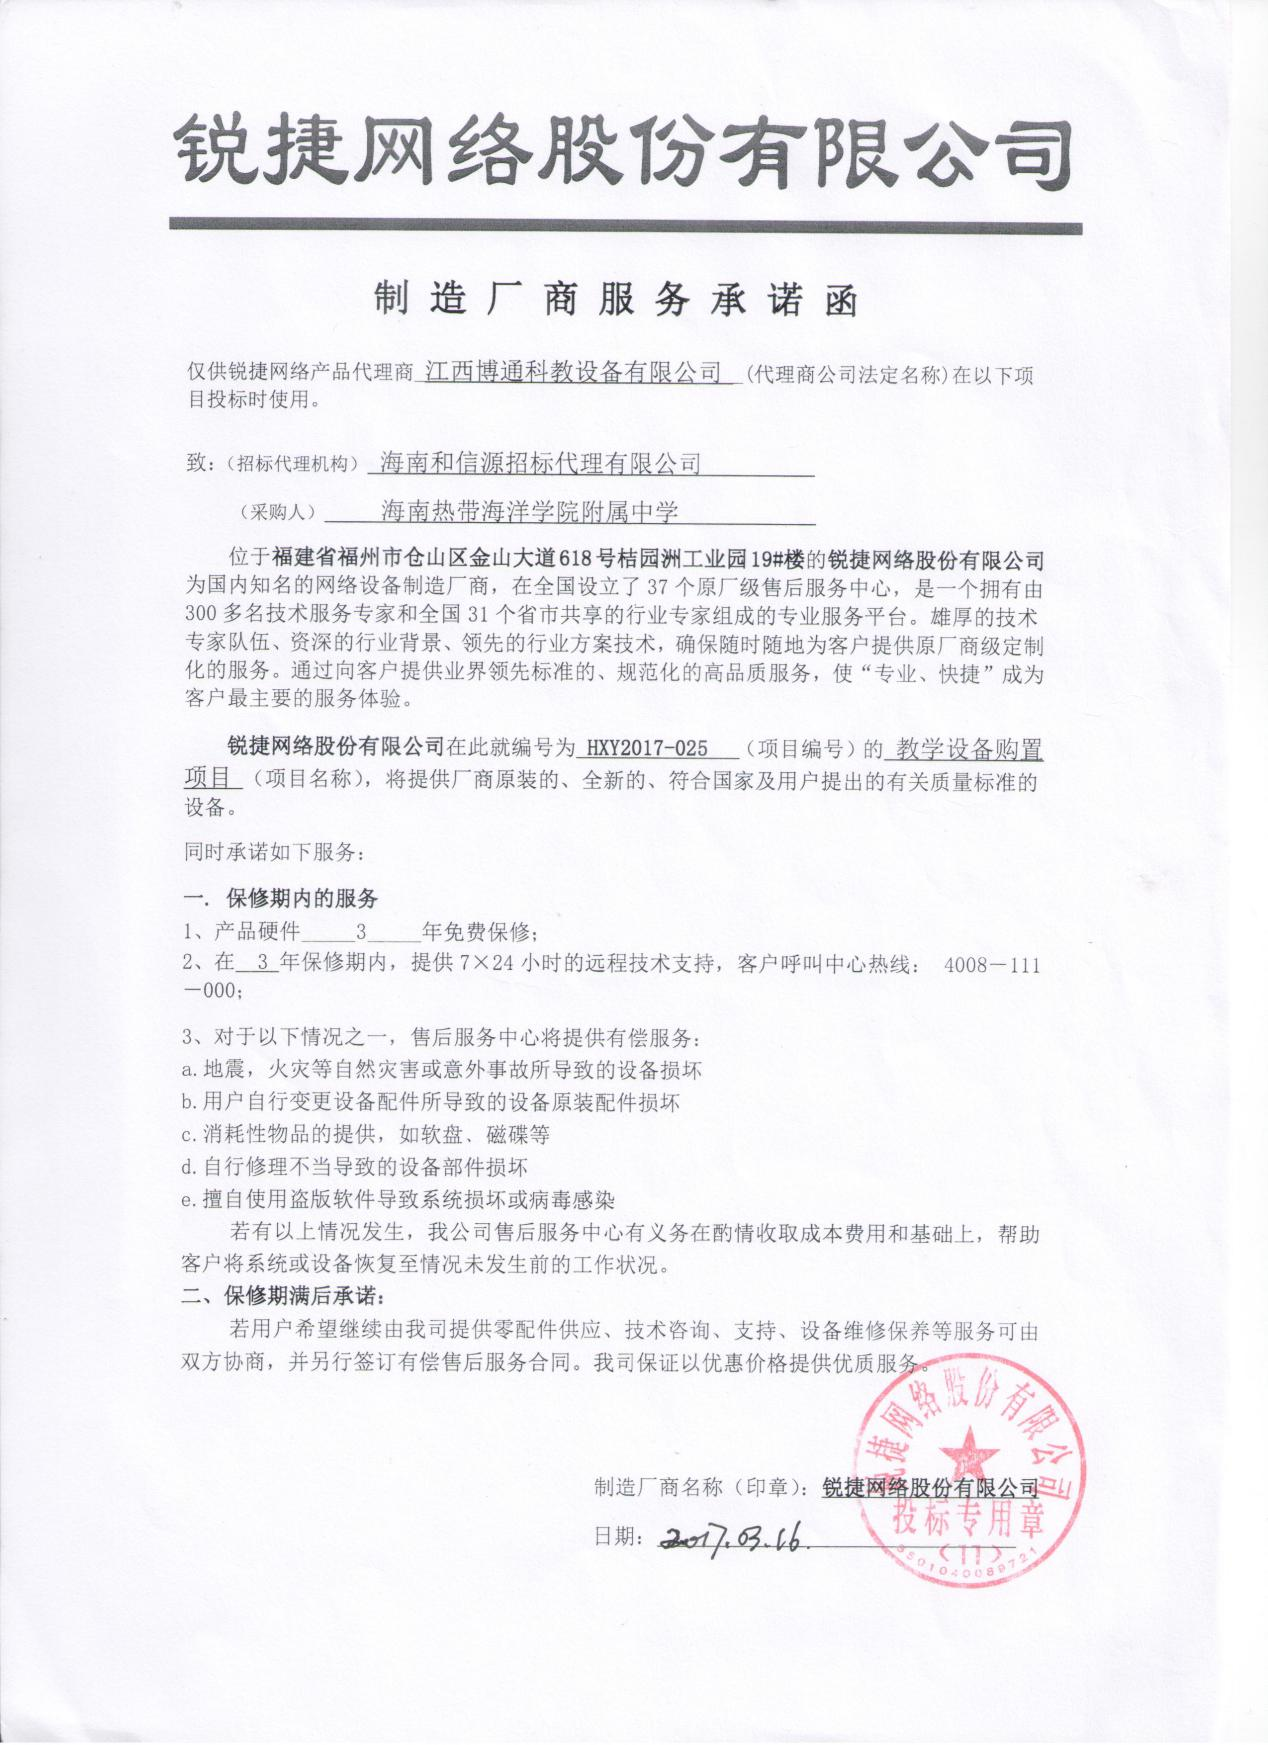 锐捷网络股份有限公司
制造厂商服务承诺函
仅供锐捷网络产品代理商 江西博通科教设备有限公司 (代理商公司法定名称)在以下项
目投标时使用。
致：（招标代理机构） 海南和信源招标代理有限公司
（采购人） 海南热带海洋学院附属中学
位于福建省福州市仓山区金山大道618号桔园洲工业园19#楼的锐捷网络股份有限公司
为国内知名的网络设备制造厂商，在全国设立了37个原厂级售后服务中心，是一个拥有由
300多名技术服务专家和全国31个省市共享的行业专家组成的专业服务平台。雄厚的技术
专家队伍、资深的行业背景、领先的行业方案技术，确保随时随地为客户提供原厂商级定制
化的服务。通过向客户提供业界领先标准的、规范化的高品质服务，使“专业、快捷”成为
客户最主要的服务体验。
锐捷网络股份有限公司在此就编号为 HXY2017-025 （项目编号）的 教学设备购置
项目 （项目名称），将提供厂商原装的、全新的、符合国家及用户提出的有关质量标准的
设备。
同时承诺如下服务：
一．保修期内的服务
1、产品硬件_____3_____年免费保修；
2、在__3_年保修期内，提供7×24小时的远程技术支持，客户呼叫中心热线： 4008－111
－000；
3、对于以下情况之一，售后服务中心将提供有偿服务：
a.地震，火灾等自然灾害或意外事故所导致的设备损坏
b.用户自行变更设备配件所导致的设备原装配件损坏
c.消耗性物品的提供，如软盘、磁碟等
d.自行修理不当导致的设备部件损坏
e.擅自使用盗版软件导致系统损坏或病毒感染
若有以上情况发生，我公司售后服务中心有义务在酌情收取成本费用和基础上，帮助
客户将系统或设备恢复至情况未发生前的工作状况。
二、保修期满后承诺：
若用户希望继续由我司提供零配件供应、技术咨询、支持、设备维修保养等服务可由
双方协商，并另行签订有偿售后服务合同。我司保证以优惠价格提供优质服务。
制造厂商名称（印章）：锐捷网络股份有限公司
日期：2017.03.16.
锐捷网络股份有限公司
投标专用章
（11）
3501040089721